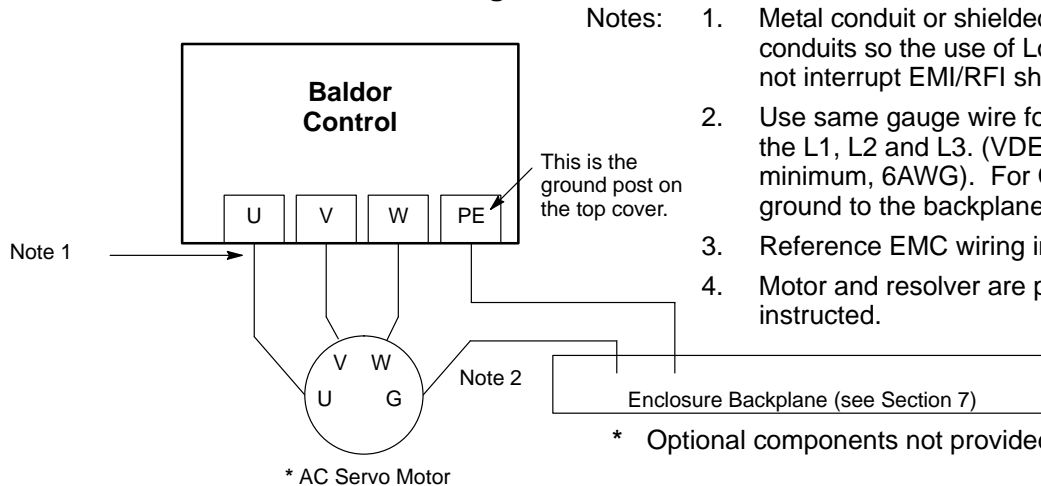 Notes: 1. Metal conduit or shielded
conduits so the use of Lo
not interrupt EMI/RFI sh
2. Use same gauge wire fo
the L1, L2 and L3. (VDE
minimum, 6AWG). For
ground to the backplane
3. Reference EMC wiring i
4. Motor and resolver are p
instructed.
Baldor
Control
This is the
ground post on
the top cover.
U V W PE
Note 1
V W
U G
Note 2
Enclosure Backplane (see Section 7)
* Optional components not provided
* AC Servo Motor